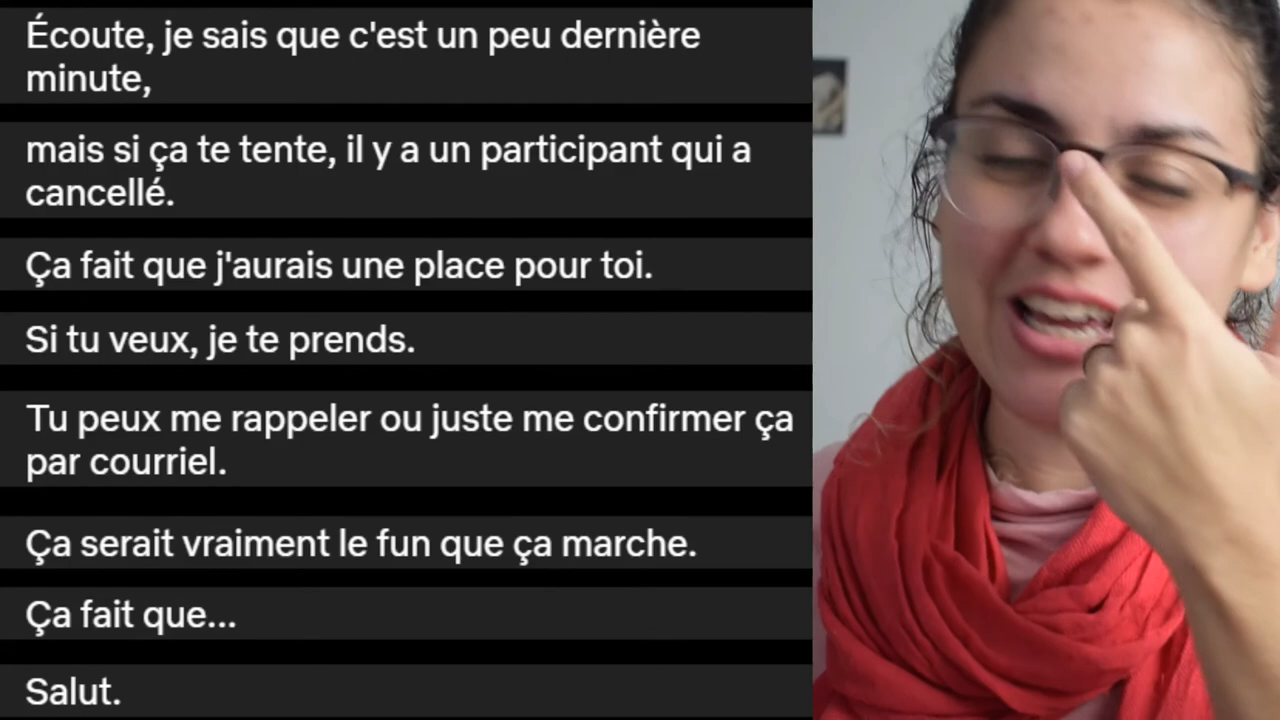 Écoute, je sais que c'est un peu dernière
minute,
mais si ça te tente, il y a un participant qui a
cancellé.
Ça fait que j'aurais une place pour toi.
Si tu veux, je te prends.
Tu peux me rappeler ou juste me confirmer ça
par courriel.
Ça serait vraiment le fun que ça marche.
Ça fait que...
Salut.